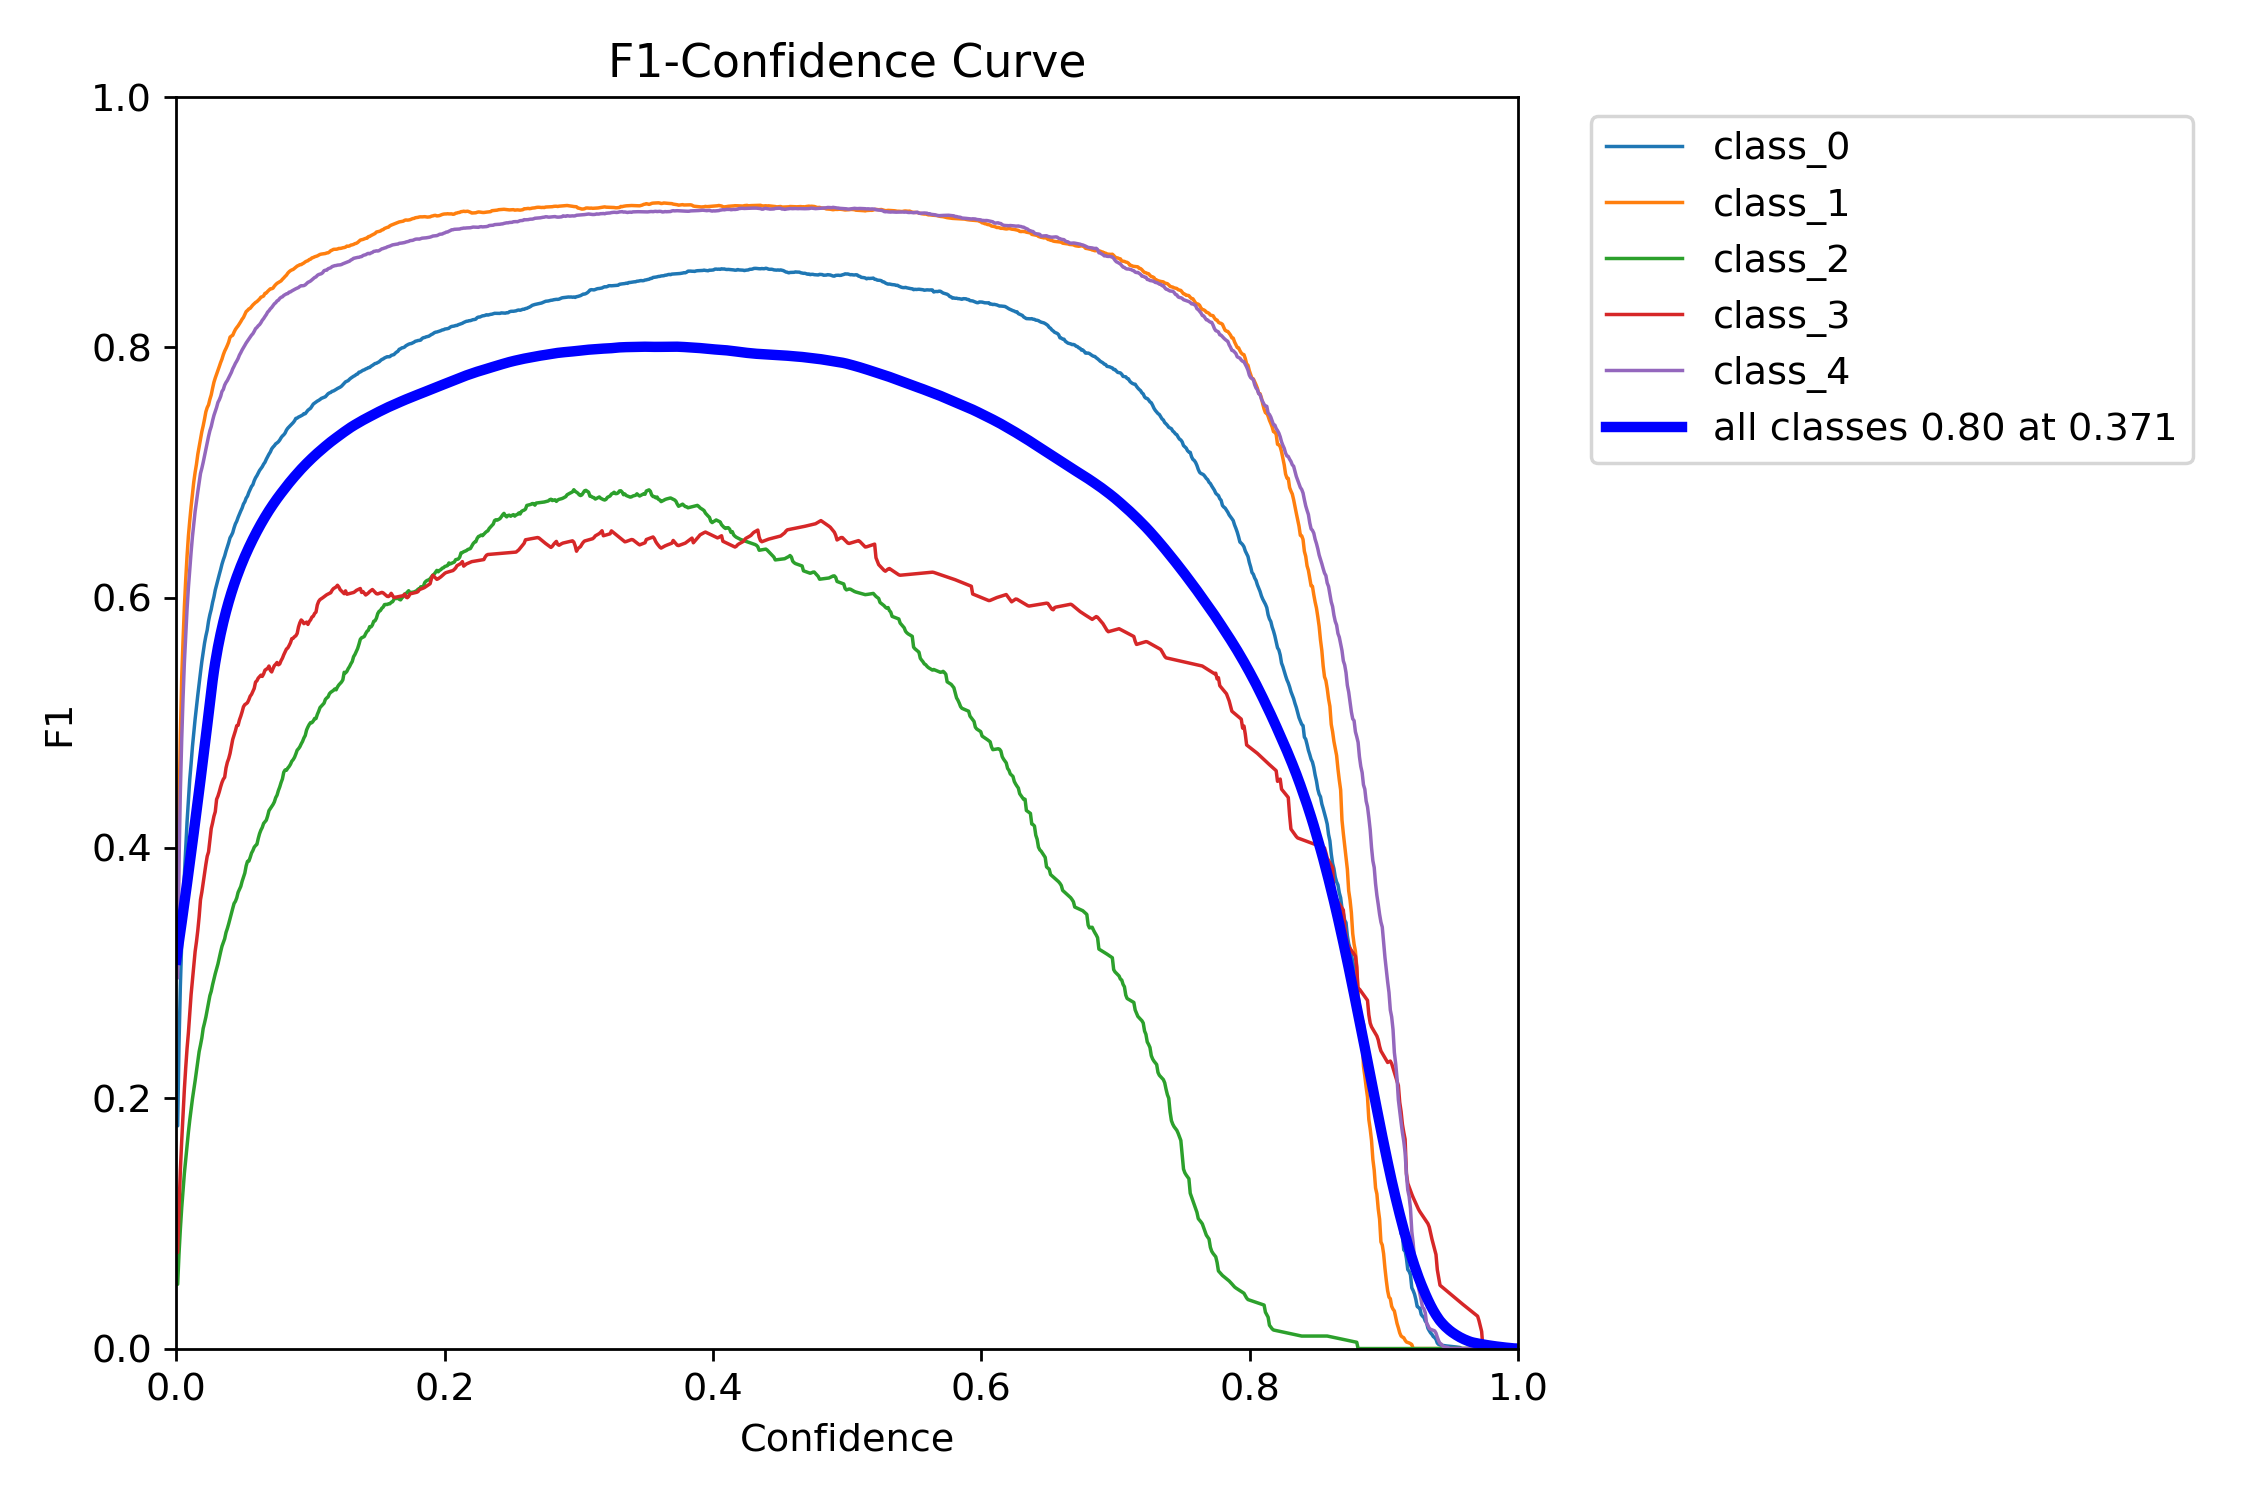 F1-Confidence Curve
1.0
0.8
0.6
0.4
0.2
0.0
F1
0.0 0.2 0.4 0.6 0.8 1.0
Confidence
class_0
class_1
class_2
class_3
class_4
all classes 0.80 at 0.371